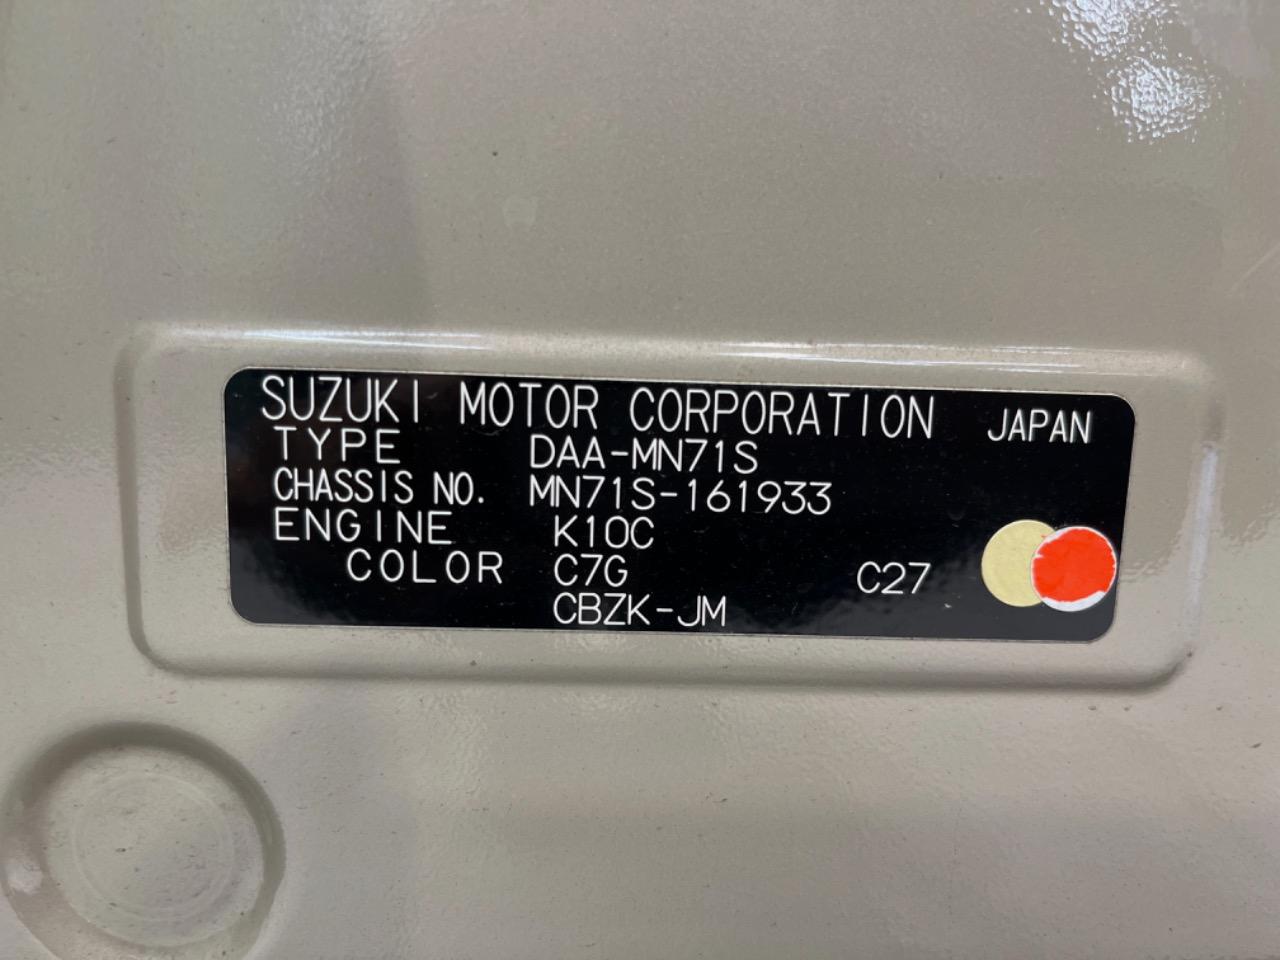 SUZUKI MOTOR CORPORATION JAPAN
TYPE DAA-MN71S
CHASSIS NO. MN71S-161933
ENGINE K10C
COLOR C7G C27
CBZK-JM